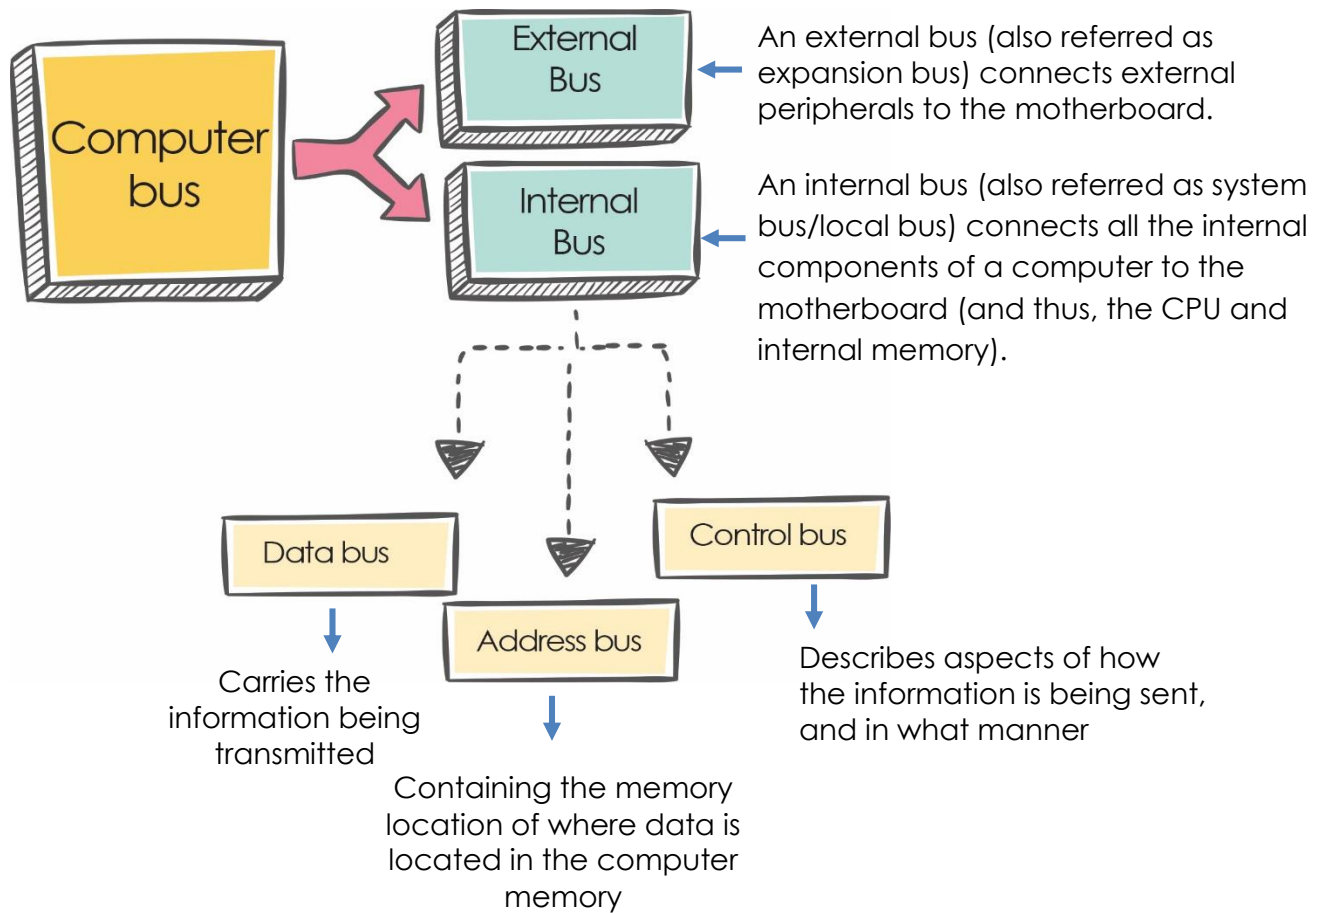 Computer
bus
External
Bus
An external bus (also referred as
expansion bus) connects external
peripherals to the motherboard.
Internal
Bus
An internal bus (also referred as system
bus/local bus) connects all the internal
components of a computer to the
motherboard (and thus, the CPU and
internal memory).
Data bus
Carries the
information being
transmitted
Address bus
Containing the memory
location of where data is
located in the computer
memory
Control bus
Describes aspects of how
the information is being sent,
and in what manner